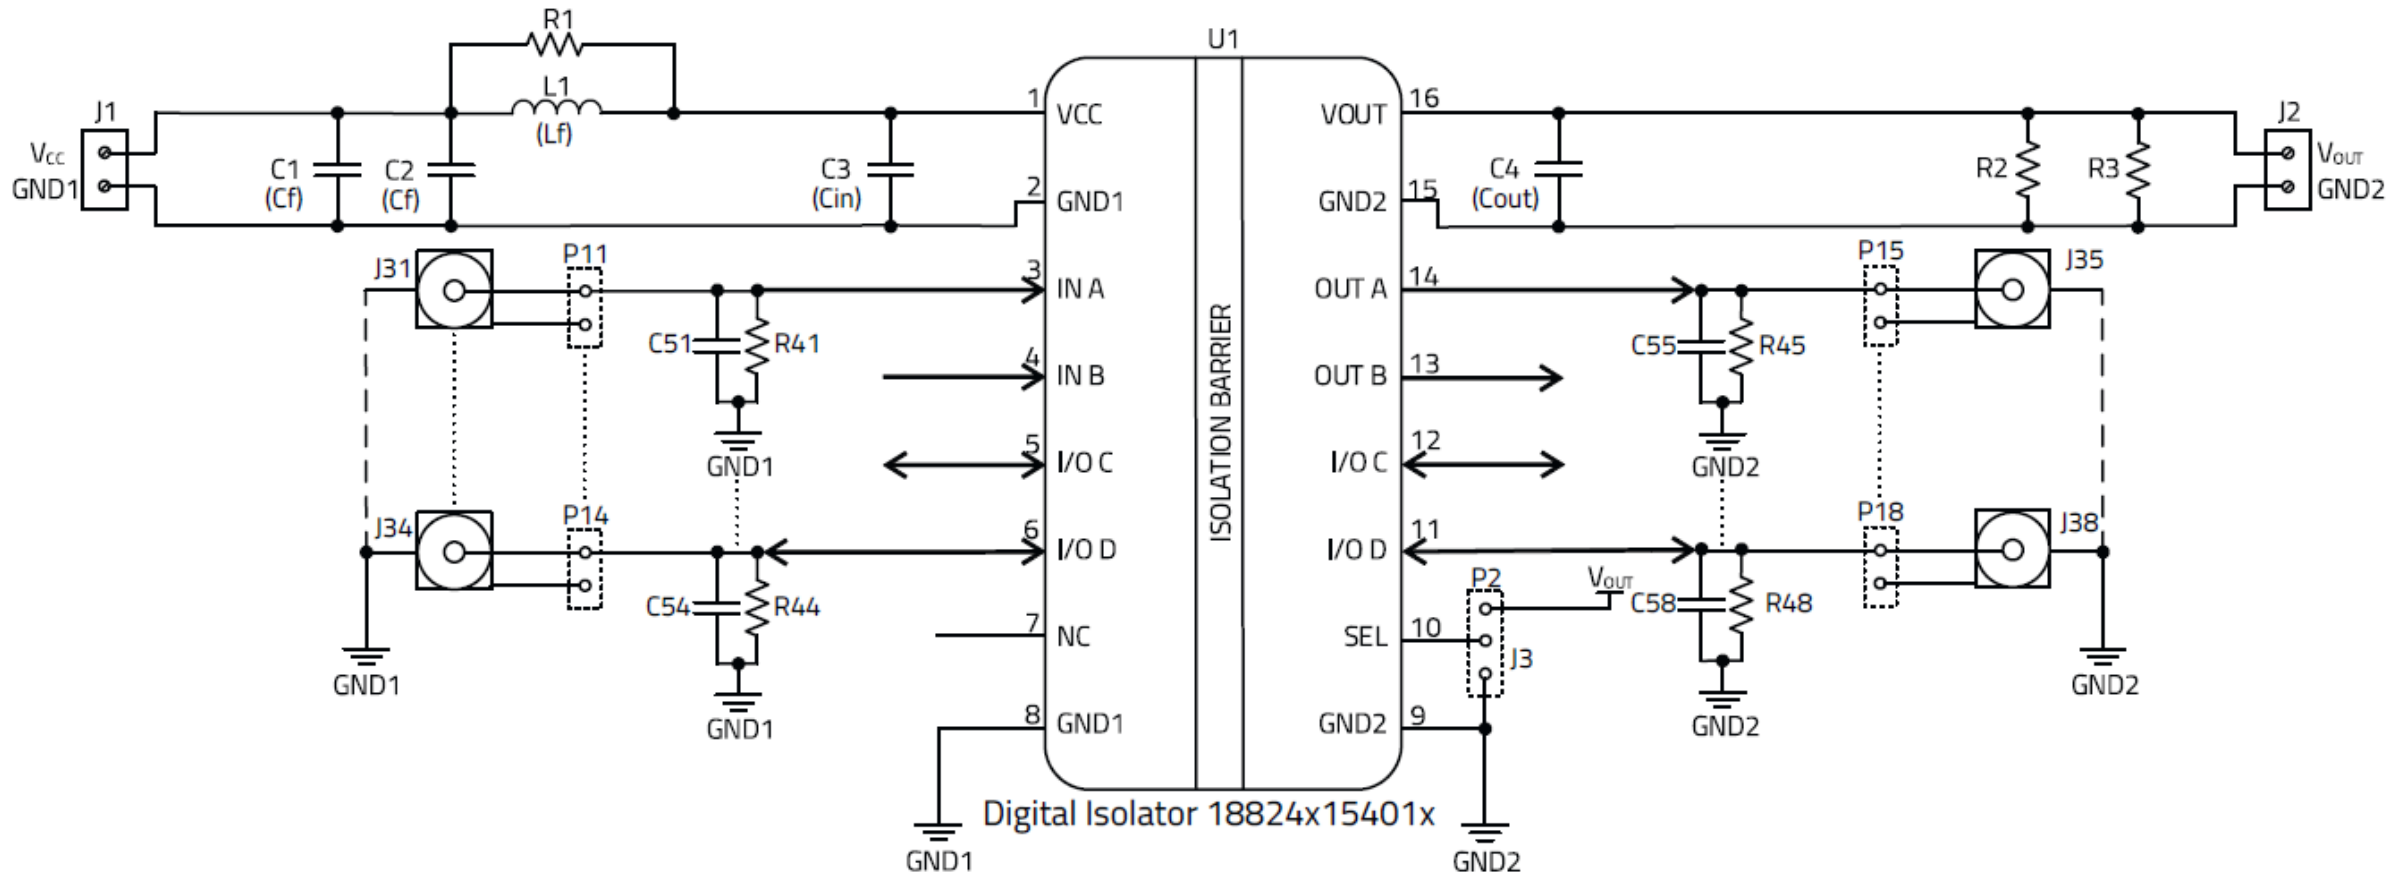 R1
U1
L1
(Lf)
J1
VCC
GND1
C1
(Cf)
C2
(Cf)
C3
(Cin)
1
VCC
2
GND1
VOUT
16
GND2
15
C4
(Cout)
R2
R3
J2
VOUT
GND2
J31
P11
C51
R41
GND1
3
IN A
4
IN B
5
I/O C
6
I/O D
7
NC
8
GND1
J34
P14
C54
R44
GND1
GND1
GND1
ISOLATION BARRIER
OUT A
14
OUT B
13
I/O C
12
I/O D
11
SEL
10
GND2
9
P15
J35
C55
R45
GND2
P2
VOUT
J3
P18
J38
C58
R48
GND2
GND2
GND2
Digital Isolator 18824x15401x